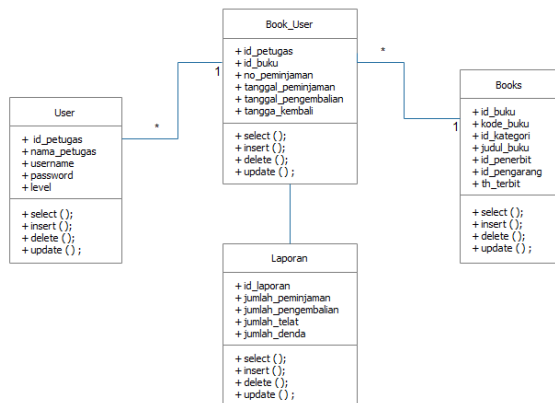 Book_User
+ id_petugas
+ id_buku
+ no_peminjaman
+ tanggal_peminjaman
+ tanggal_pengembalian
+ tangga_kembali
+ select ( );
+ insert ( );
+ delete ( );
+ update ( ) ;
1
*
*
1
User
+ id_petugas
+ nama_petugas
+ username
+ password
+ level
+ select ( );
+ insert ( );
+ delete ( );
+ update ( ) ;
Books
+ id_buku
+ kode_buku
+ id_kategori
+ judul_buku
+ id_penerbit
+ id_pengarang
+ th_terbit
+ select ( );
+ insert ( );
+ delete ( );
+ update ( ) ;
Laporan
+ id_laporan
+ jumlah_peminjaman
+ jumlah_pengembalian
+ jumlah_telat
+ jumlah_denda
+ select ( );
+ insert ( );
+ delete ( );
+ update ( ) ;